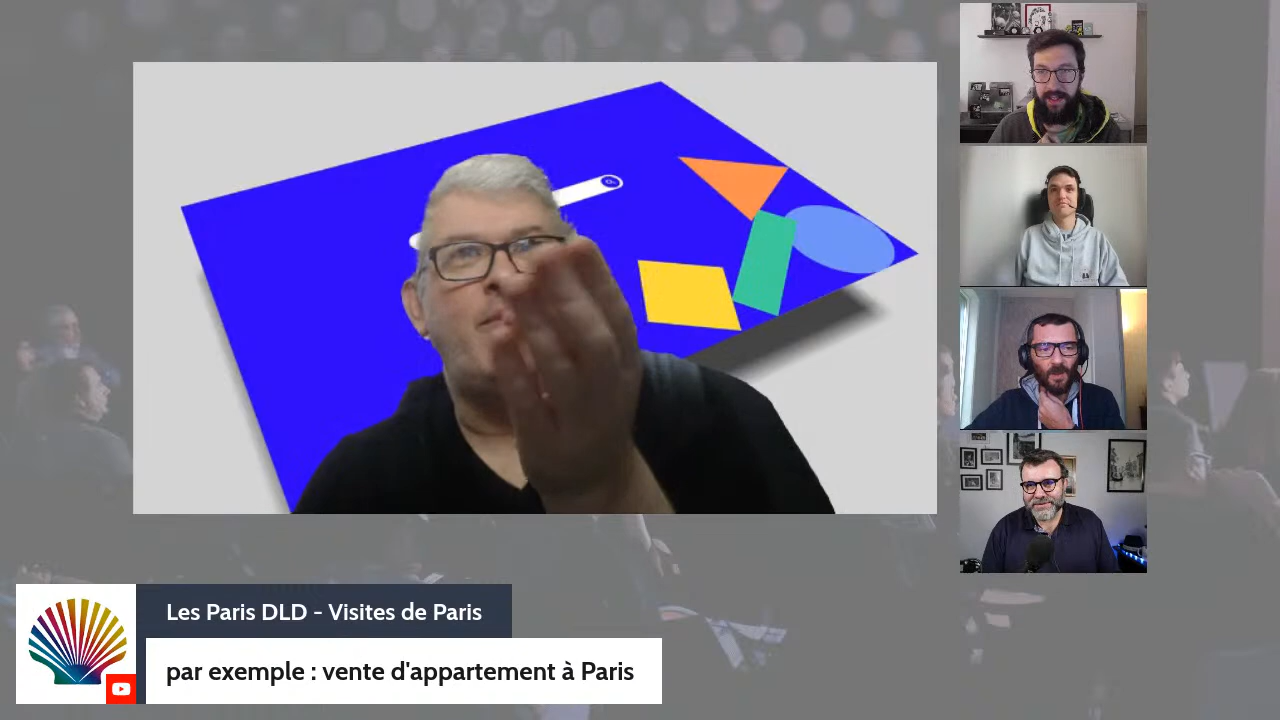 Les Paris DLD - Visites de Paris
par exemple : vente d'appartement à Paris